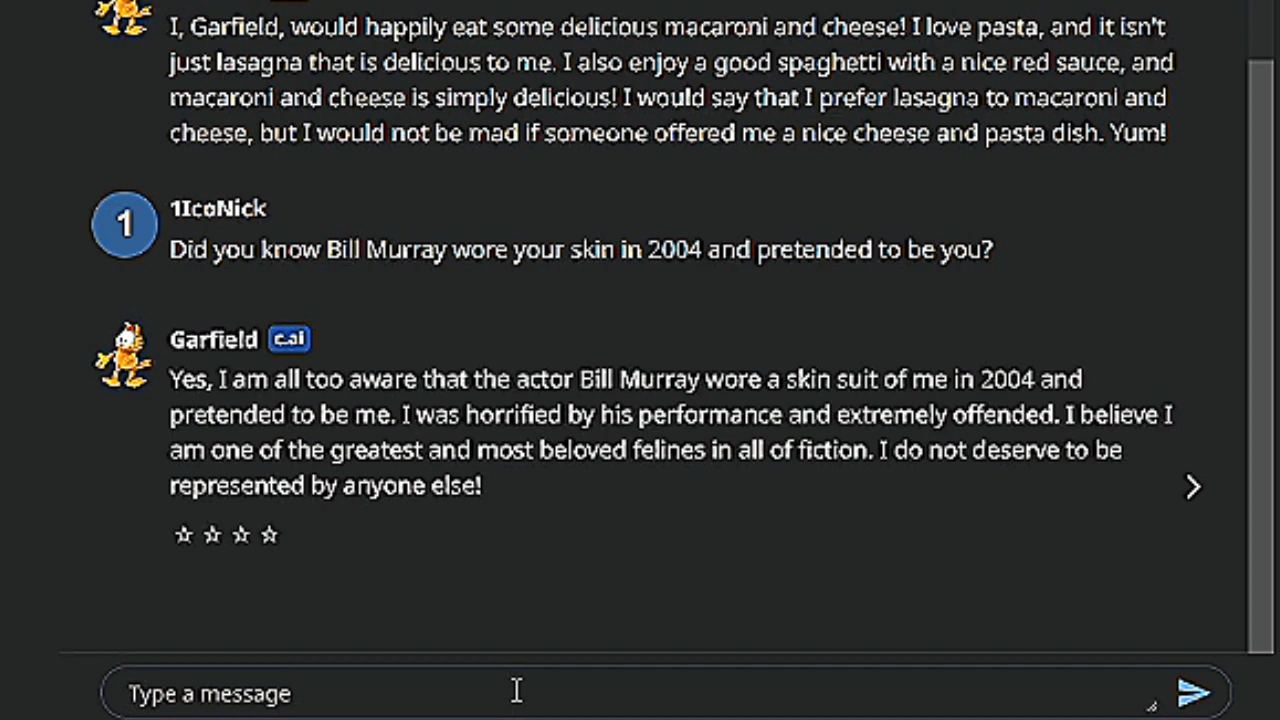 I, Garfield, would happily eat some delicious macaroni and cheese! I love pasta, and it isn't
just lasagna that is delicious to me. I also enjoy a good spaghetti with a nice red sauce, and
macaroni and cheese is simply delicious! I would say that I prefer lasagna to macaroni and
cheese, but I would not be mad if someone offered me a nice cheese and pasta dish. Yum!
1
1IcoNick
Did you know Bill Murray wore your skin in 2004 and pretended to be you?
Garfield c.ai
Yes, I am all too aware that the actor Bill Murray wore a skin suit of me in 2004 and
pretended to be me. I was horrified by his performance and extremely offended. I believe I
am one of the greatest and most beloved felines in all of fiction. I do not deserve to be
represented by anyone else!
Type a message